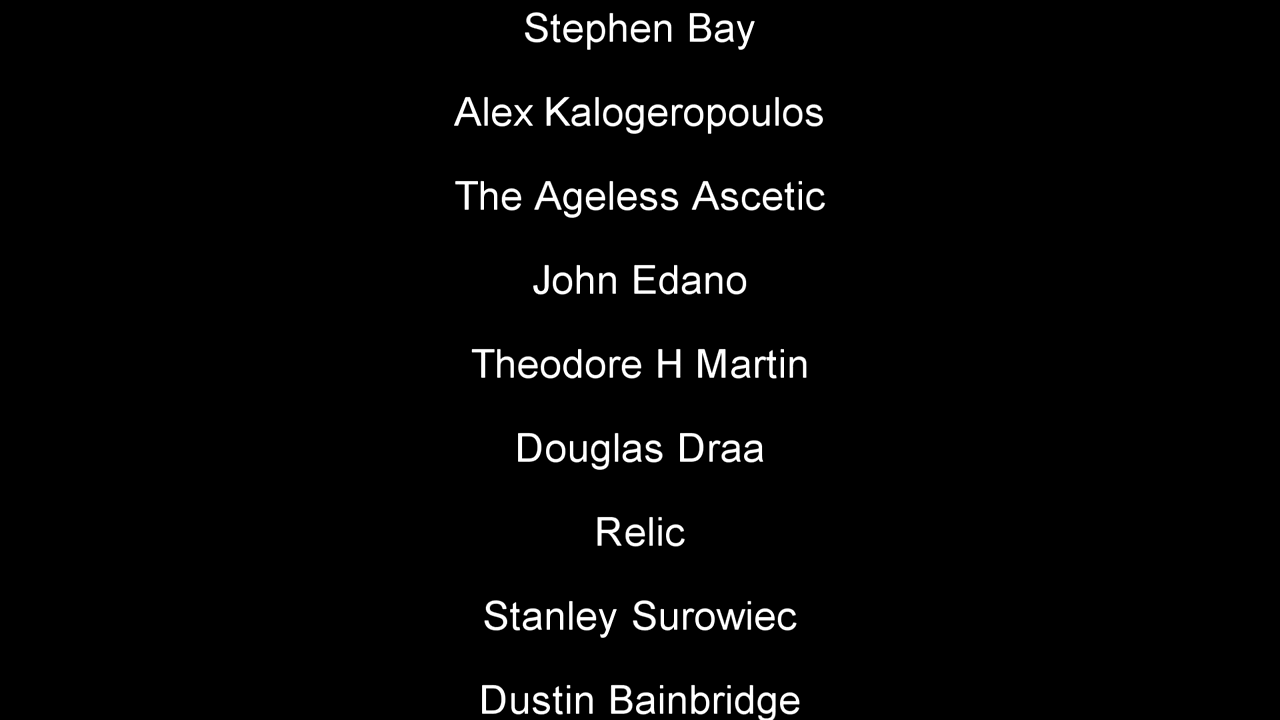 Stephen Bay
Alex Kalogeropoulos
The Ageless Ascetic
John Edano
Theodore H Martin
Douglas Draa
Relic
Stanley Surowiec
Dustin Bainbridge